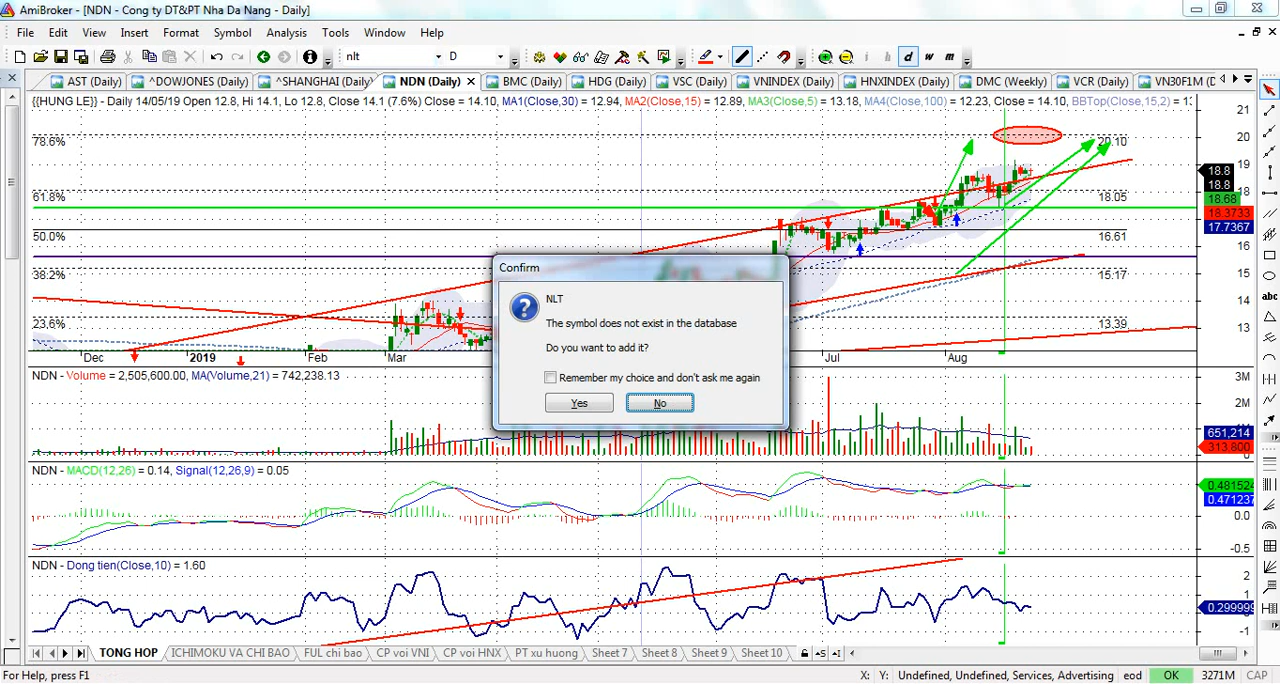 AmiBroker - [NDN - Cong ty DT&PT Nha Da Nang - Daily]
File Edit View Insert Format Symbol Analysis Tools Window Help
nlt D i h d w m
AST (Daily) ^DOWJONES (Daily) ^SHANGHAI (Daily) NDN (Daily) BMC (Daily) HDG (Daily) VSC (Daily) VNINDEX (Daily) HNXINDEX (Daily) DMC (Weekly) VCR (Daily) VN30F1M (D
{{HUNG LE}} - Daily 14/05/19 Open 12.8, Hi 14.1, Lo 12.8, Close 14.1 (7.6%) Close = 14.10, MA1(Close,30) = 12.94, MA2(Close,15) = 12.89, MA3(Close,5) = 13.18, MA4(Close,100) = 12.23, Close = 14.10, BBTop(Close,15,2) = 1
21
78.6% 20.10 20
19
18.8
18.8
61.8% 18.05 18
18.68
18.3733
17.7367
50.0% 16.61
16
38.2% 15.17 15
14
23.6% 13.39 13
Dec 2019 Feb Mar Jul Aug
Confirm
NLT
The symbol does not exist in the database
Do you want to add it?
Remember my choice and don't ask me again
Yes No
NDN - Volume = 2,505,600.00, MA(Volume,21) = 742,238.13
3M
2M
651,214
313,800
NDN - MACD(12,26) = 0.14, Signal(12,26,9) = 0.05
0.481524
0.471237
0.0
-0.5
NDN - Dong tien(Close,10) = 1.60
2
1
0.299999
-1
TONG HOP ICHIMOKU VA CHI BAO FUL chi bao CP voi VNI CP voi HNX PT xu huong Sheet 7 Sheet 8 Sheet 9 Sheet 10
For Help, press F1 X: Y: Undefined, Undefined, Services, Advertising eod OK 3271M CAP
abc